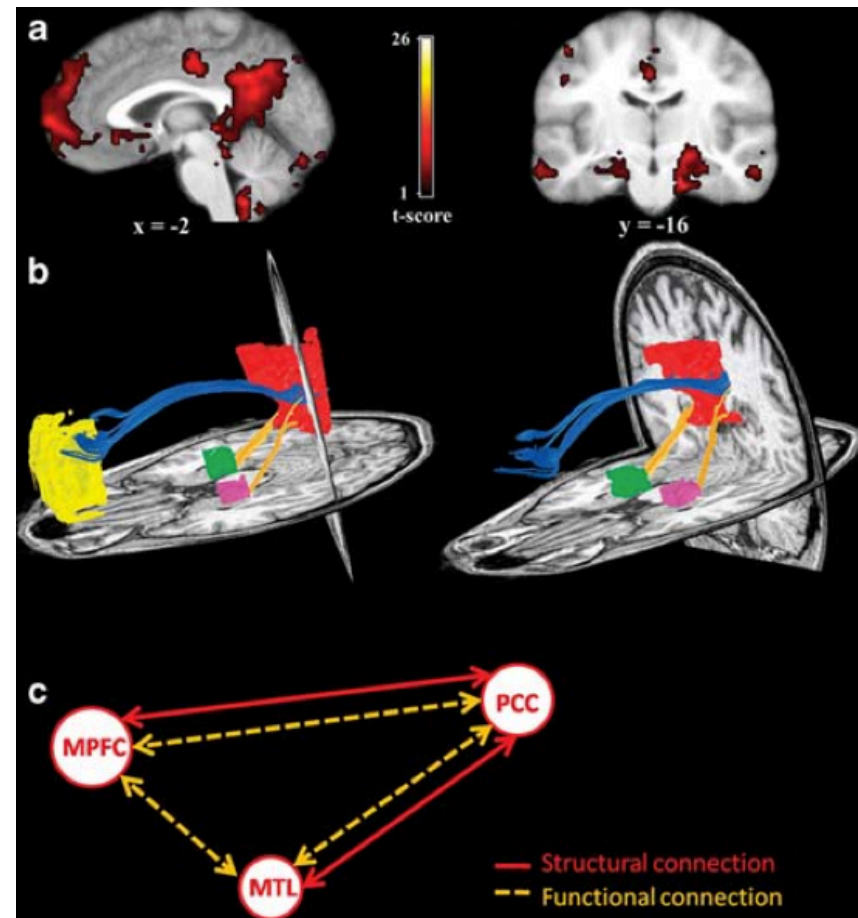 a
26
1
t-score
x = -2
y = -16
b
c
MPFC
PCC
MTL
Structural connection
Functional connection